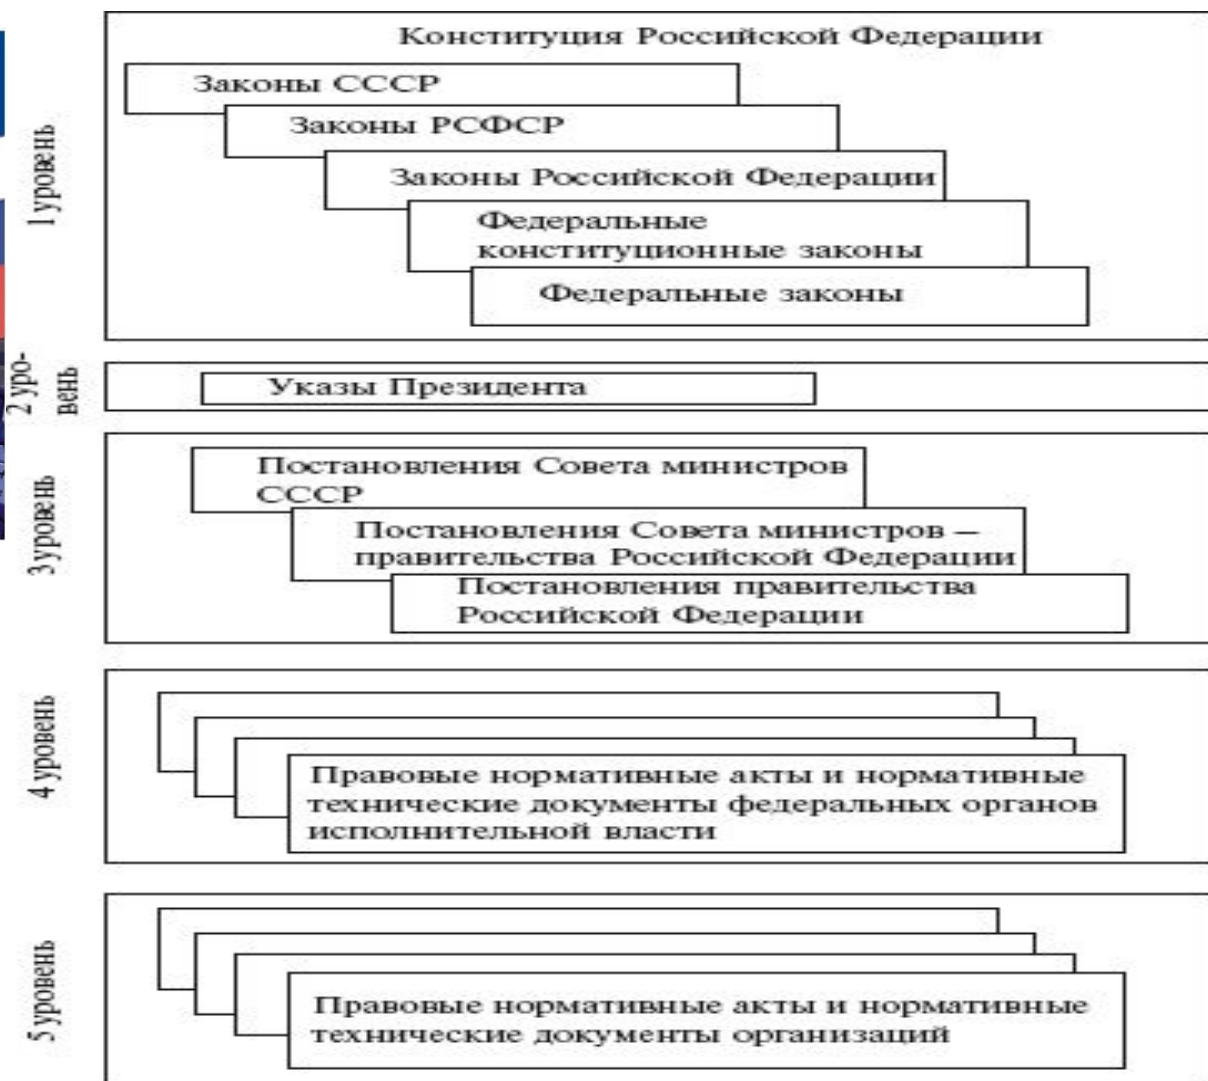 Конституция Российской Федерации
1 уровень
Законы СССР
Законы РСФСР
Законы Российской Федерации
Федеральные
конституционные законы
Федеральные законы
2 уро-
вень
Указы Президента
3 уровень
Постановления Совета министров
СССР
Постановления Совета министров –
правительства Российской Федерации
Постановления правительства
Российской Федерации
4 уровень
Правовые нормативные акты и нормативные
технические документы федеральных органов
исполнительной власти
5 уровень
Правовые нормативные акты и нормативные
технические документы организаций